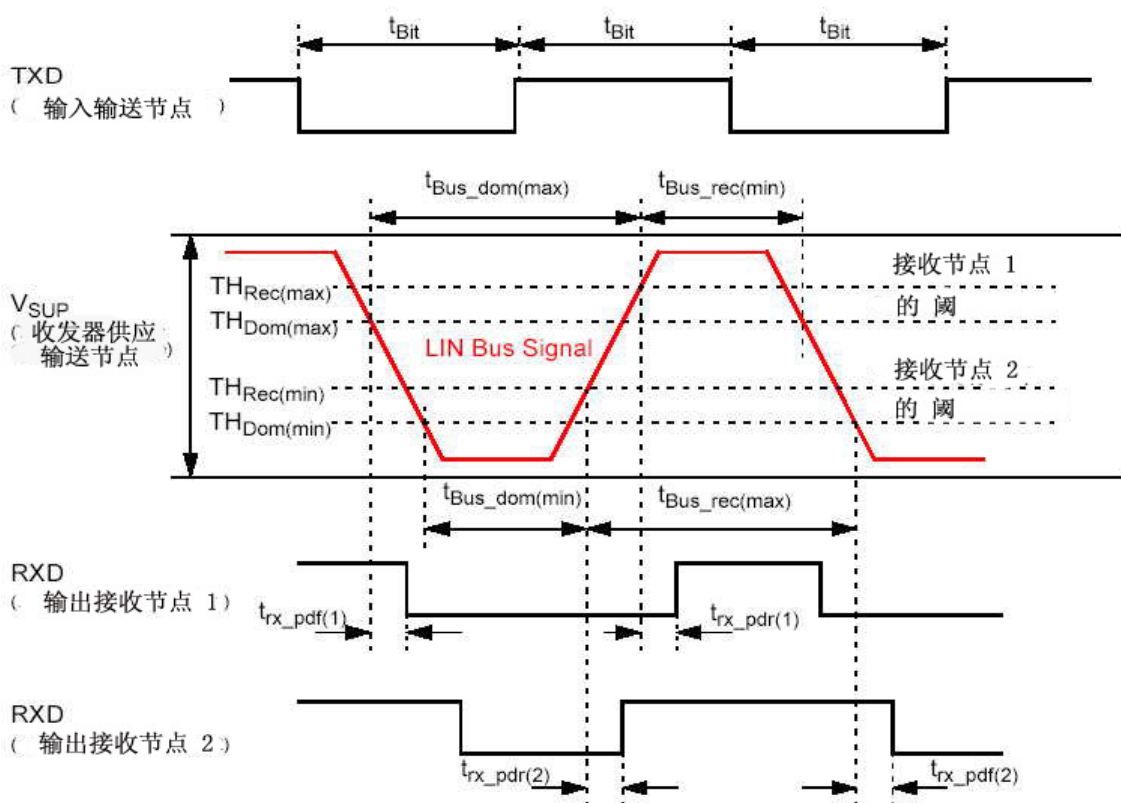 tBit tBit tBit
TXD
( 输入输送节点 )
tBus_dom(max) tBus_rec(min)
VSUP
( 收发器供应
输送节点 )
THRec(max)
THDom(max)
THRec(min)
THDom(min)
LIN Bus Signal
接收节点 1
的 阈
接收节点 2
的 阈
tBus_dom(min) tBus_rec(max)
RXD
( 输出接收节点 1)
trx_pdf(1) trx_pdr(1)
RXD
( 输出接收节点 2)
trx_pdr(2) trx_pdf(2)